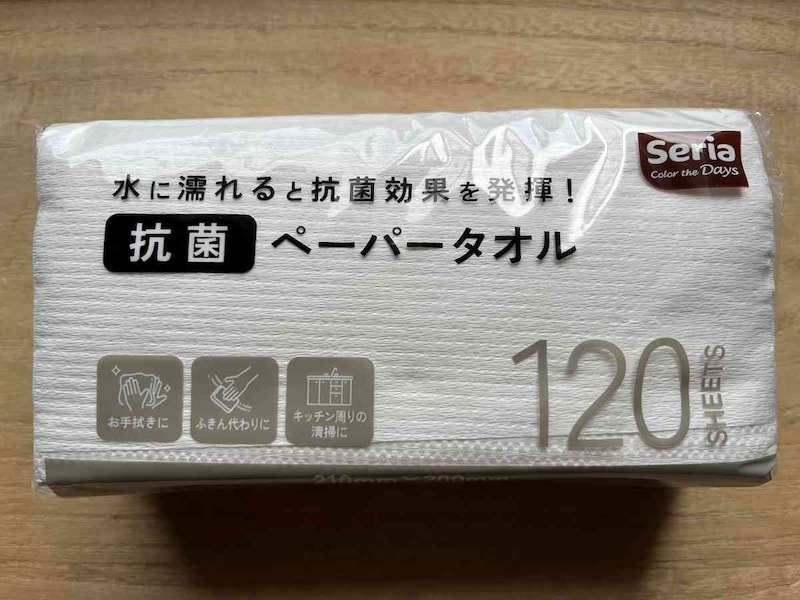 Seria
Color the Days
水に濡れると抗菌効果を発揮！
抗菌 ペーパータオル
120 SHEETS
お手拭きに
ふきん代わりに
キッチン周りの
清掃に
210mm×200mm